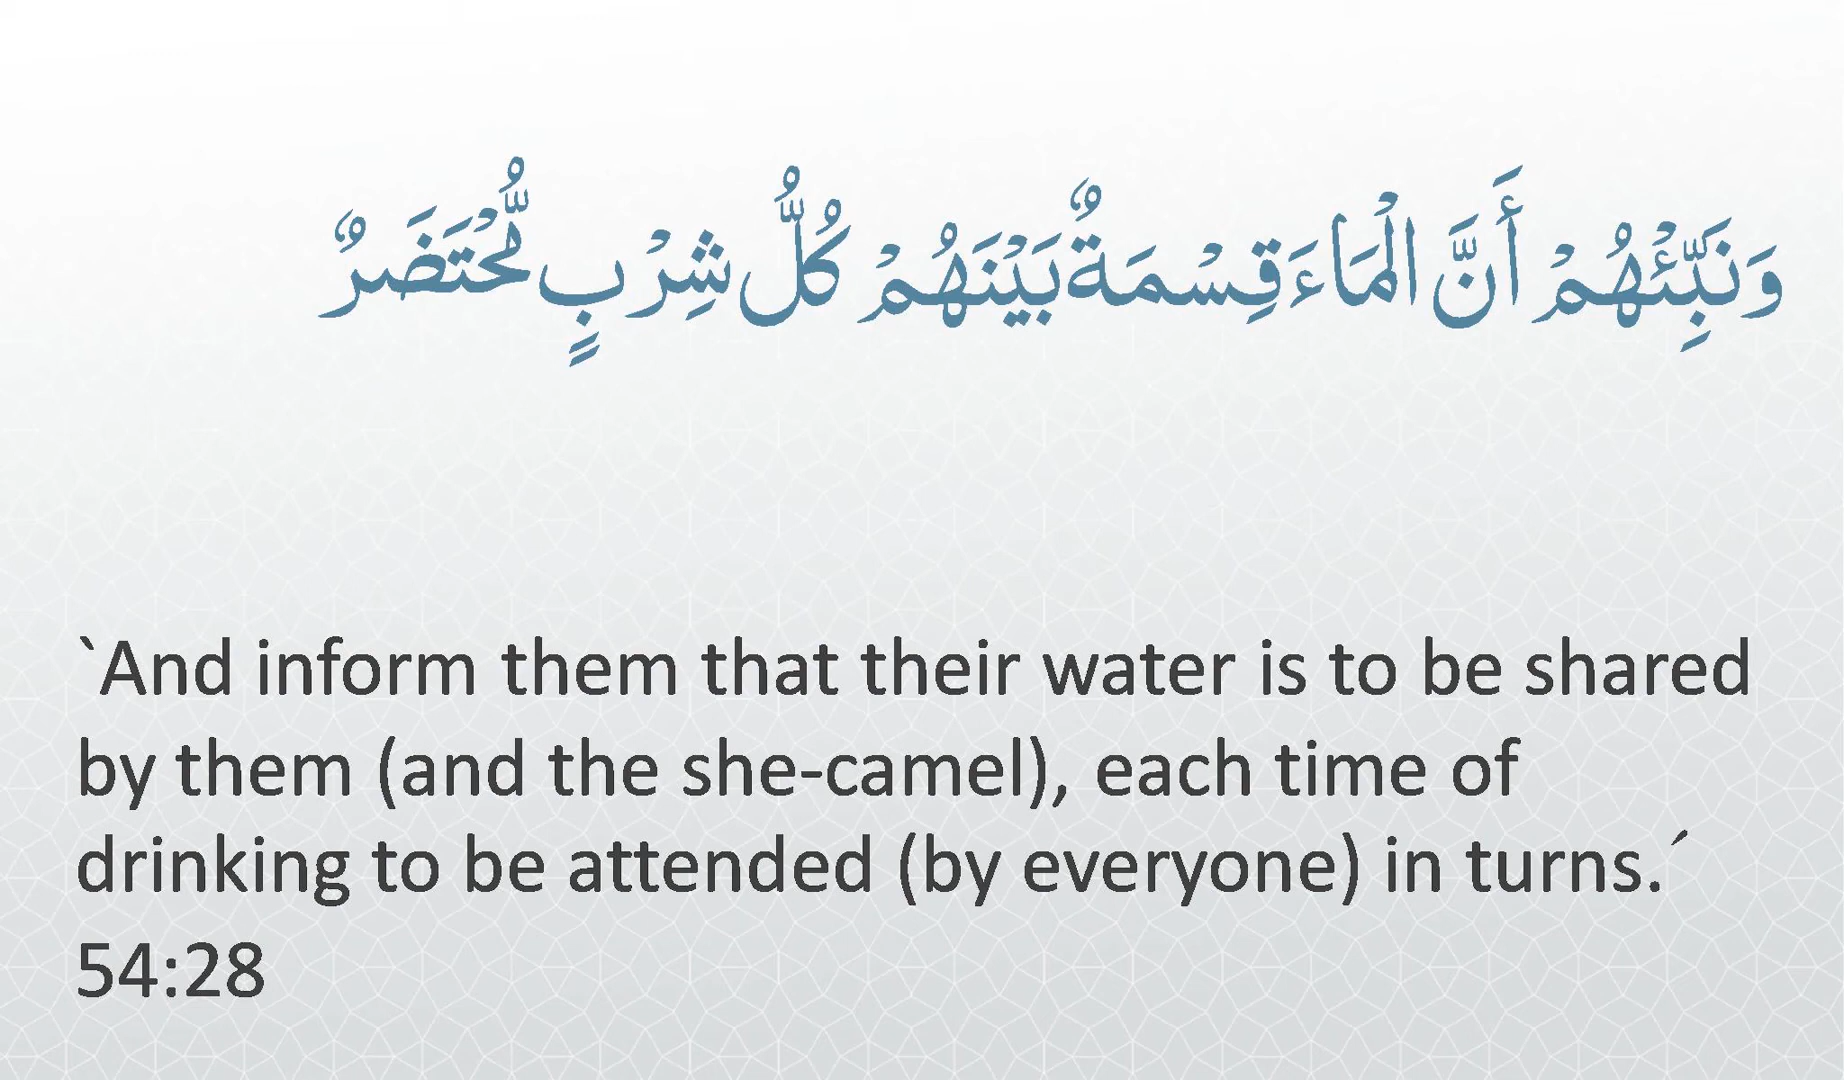 وَنَبِّئْهُمْ أَنَّ الْمَاءَ قِسْمَةٌ بَيْنَهُمْ كُلُّ شِرْبٍ مُّحْتَضَرٌ
`And inform them that their water is to be shared
by them (and the she-camel), each time of
drinking to be attended (by everyone) in turns.´
54:28